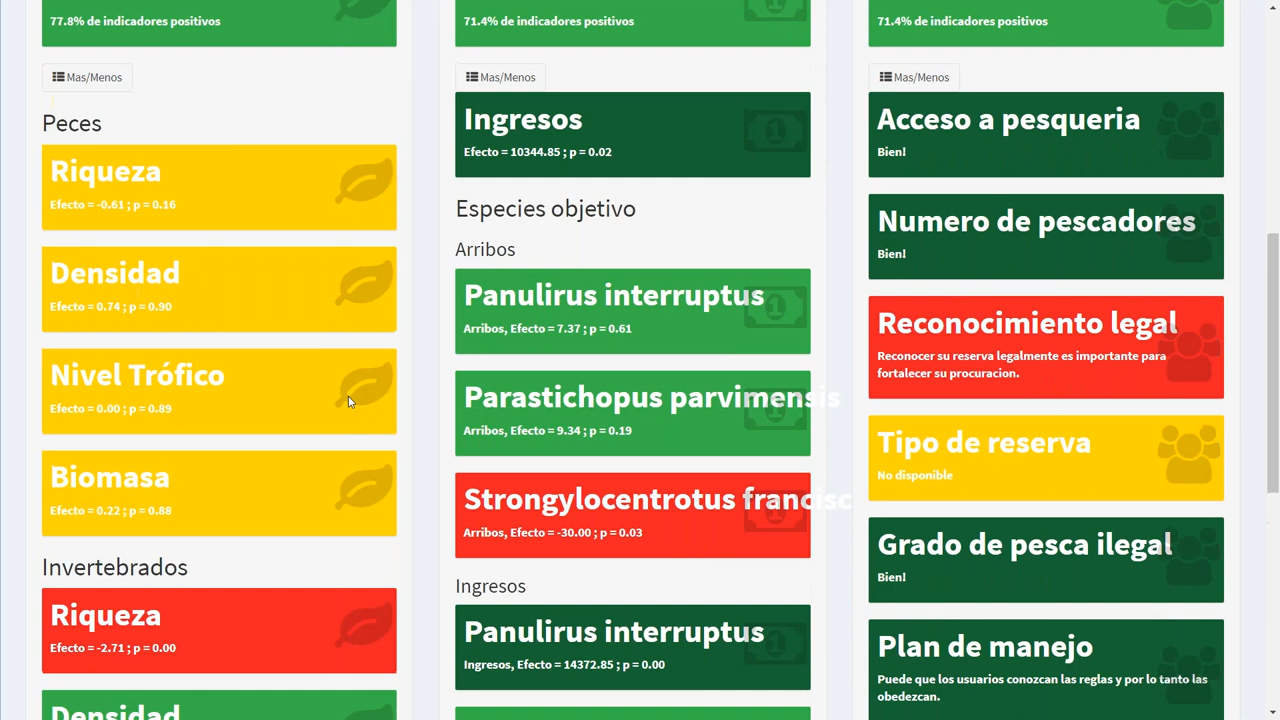 77.8% de indicadores positivos
Mas/Menos
Peces
Riqueza
Efecto = -0.61 ; p = 0.16
Densidad
Efecto = 0.74 ; p = 0.90
Nivel Trófico
Efecto = 0.00 ; p = 0.89
Biomasa
Efecto = 0.22 ; p = 0.88
Invertebrados
Riqueza
Efecto = -2.71 ; p = 0.00
Densidad
71.4% de indicadores positivos
Mas/Menos
Ingresos
Efecto = 10344.85 ; p = 0.02
Especies objetivo
Arribos
Panulirus interruptus
Arribos, Efecto = 7.37 ; p = 0.61
Parastichopus parvimensis
Arribos, Efecto = 9.34 ; p = 0.19
Strongylocentrotus francisc
Arribos, Efecto = -30.00 ; p = 0.03
Ingresos
Panulirus interruptus
Ingresos, Efecto = 14372.85 ; p = 0.00
71.4% de indicadores positivos
Mas/Menos
Acceso a pesqueria
Bien!
Numero de pescadores
Bien!
Reconocimiento legal
Reconocer su reserva legalmente es importante para
fortalecer su procuracion.
Tipo de reserva
No disponible
Grado de pesca ilegal
Bien!
Plan de manejo
Puede que los usuarios conozcan las reglas y por lo tanto las
obedezcan.